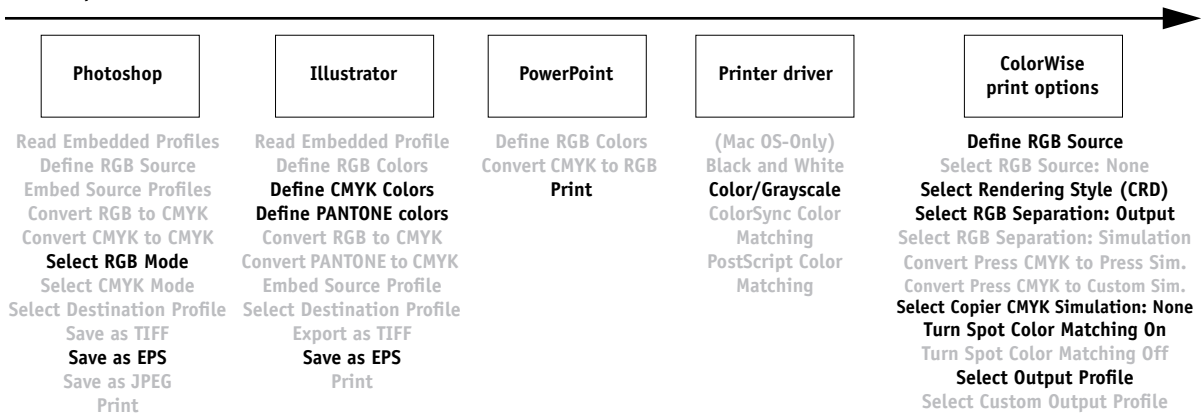 Photoshop
Read Embedded Profiles
Define RGB Source
Embed Source Profiles
Convert RGB to CMYK
Convert CMYK to CMYK
Select RGB Mode
Select CMYK Mode
Select Destination Profile
Save as TIFF
Save as EPS
Save as JPEG
Print
Illustrator
Read Embedded Profile
Define RGB Colors
Define CMYK Colors
Define PANTONE colors
Convert RGB to CMYK
Convert PANTONE to CMYK
Embed Source Profile
Select Destination Profile
Export as TIFF
Save as EPS
Print
PowerPoint
Define RGB Colors
Convert CMYK to RGB
Print
Printer driver
(Mac OS-Only)
Black and White
Color/Grayscale
ColorSync Color
Matching
PostScript Color
Matching
ColorWise
print options
Define RGB Source
Select RGB Source: None
Select Rendering Style (CRD)
Select RGB Separation: Output
Select RGB Separation: Simulation
Convert Press CMYK to Press Sim.
Convert Press CMYK to Custom Sim.
Select Copier CMYK Simulation: None
Turn Spot Color Matching On
Turn Spot Color Matching Off
Select Output Profile
Select Custom Output Profile